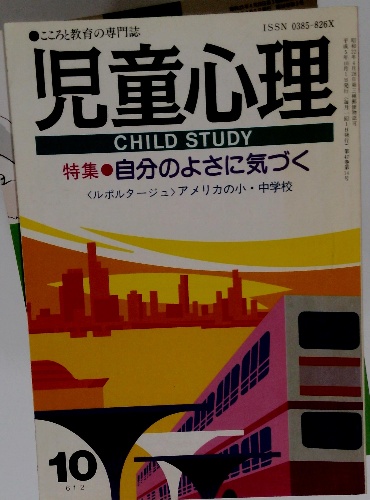 ●こころと教育の専門誌
ISSN 0385-826X
児童心理
CHILD STUDY
特集●自分のよさに気づく
〈ルポルタージュ〉アメリカの小・中学校
10
612